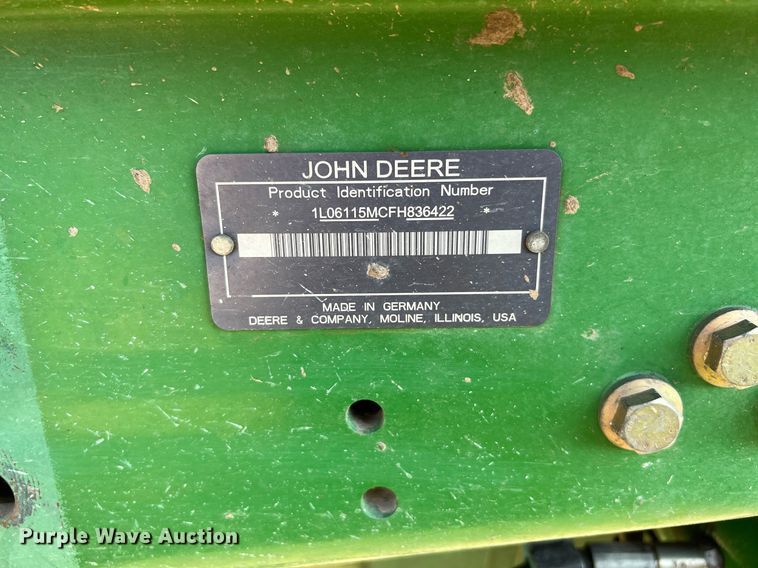 JOHN DEERE
Product Identification Number
* 1L06115MCFH836422 *
MADE IN GERMANY
DEERE & COMPANY, MOLINE, ILLINOIS, USA
Purple Wave Auction